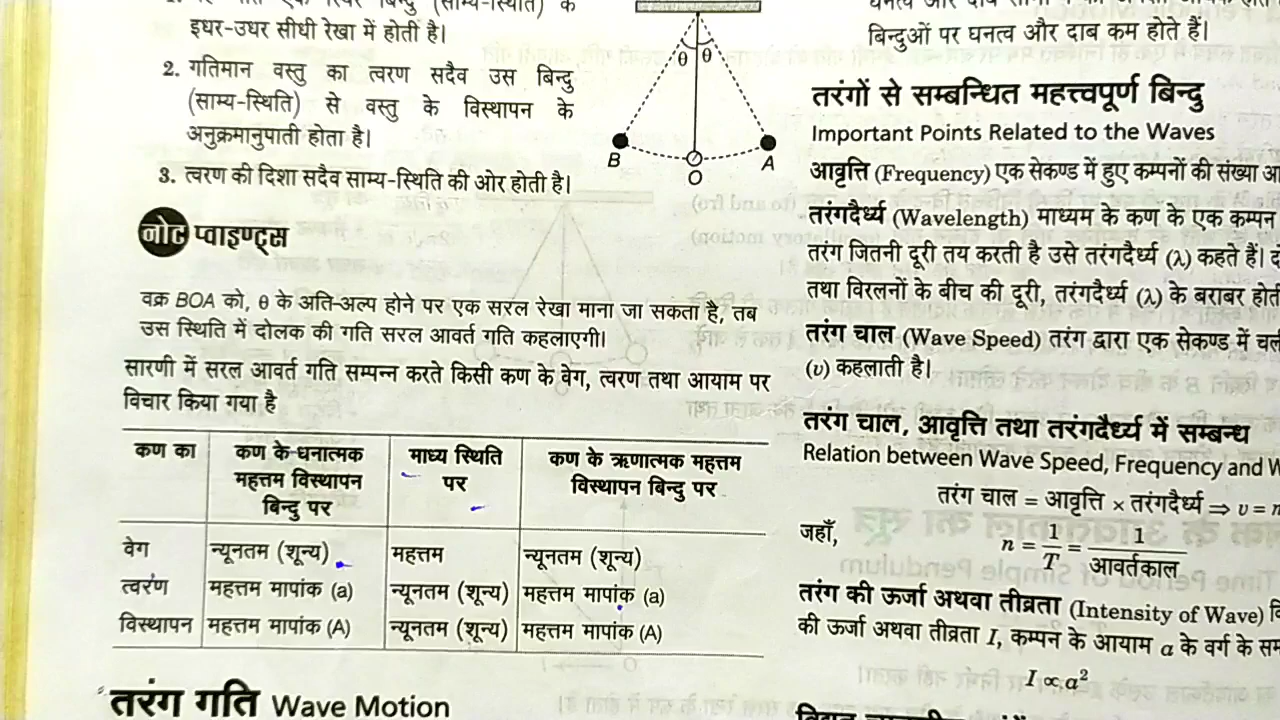 इधर-उधर सीधी रेखा में होती है।
2. गतिमान वस्तु का त्वरण सदैव उस बिन्दु
(साम्य-स्थिति) से वस्तु के विस्थापन के
अनुक्रमानुपाती होता है।
3. त्वरण की दिशा सदैव साम्य-स्थिति की ओर होती है।
θ θ
B
A
O
नोट प्वाइण्ट्स
वक्र BOA को, θ के अति-अल्प होने पर एक सरल रेखा माना जा सकता है, तब
उस स्थिति में दोलक की गति सरल आवर्त गति कहलाएगी।
सारणी में सरल आवर्त गति सम्पन्न करते किसी कण के वेग, त्वरण तथा आयाम पर
विचार किया गया है
कण का कण के धनात्मक माध्य स्थिति कण के ऋणात्मक महत्तम
महत्तम विस्थापन पर विस्थापन बिन्दु पर
बिन्दु पर
वेग न्यूनतम (शून्य) महत्तम न्यूनतम (शून्य)
त्वरण महत्तम मापांक (a) न्यूनतम (शून्य) महत्तम मापांक (a)
विस्थापन महत्तम मापांक (A) न्यूनतम (शून्य) महत्तम मापांक (A)
तरंग गति Wave Motion
बिन्दुओं पर घनत्व और दाब कम होते हैं।
तरंगों से सम्बन्धित महत्त्वपूर्ण बिन्दु
Important Points Related to the Waves
आवृत्ति (Frequency) एक सेकण्ड में हुए कम्पनों की संख्या
तरंगदैर्ध्य (Wavelength) माध्यम के कण के एक कम्पन
तरंग जितनी दूरी तय करती है उसे तरंगदैर्ध्य (λ) कहते हैं।
तथा विरलनों के बीच की दूरी, तरंगदैर्ध्य (λ) के बराबर
तरंग चाल (Wave Speed) तरंग द्वारा एक सेकण्ड में
(υ) कहलाती है।
तरंग चाल, आवृत्ति तथा तरंगदैर्ध्य में सम्बन्ध
Relation between Wave Speed, Frequency and
तरंग चाल = आवृत्ति × तरंगदैर्ध्य ⇒ υ =
जहाँ, n = 1/T = 1/आवर्तकाल
तरंग की ऊर्जा अथवा तीव्रता (Intensity of Wave)
की ऊर्जा अथवा तीव्रता I, कम्पन के आयाम a के वर्ग के
I ∝ a²